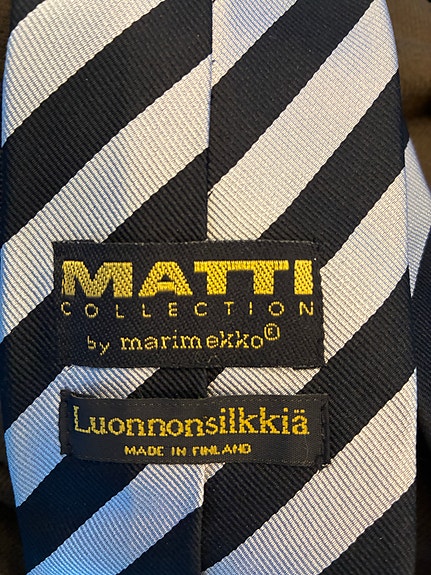 MATTI
COLLECTION
by marimekko®
Luonnonsilkkiä
MADE IN FINLAND